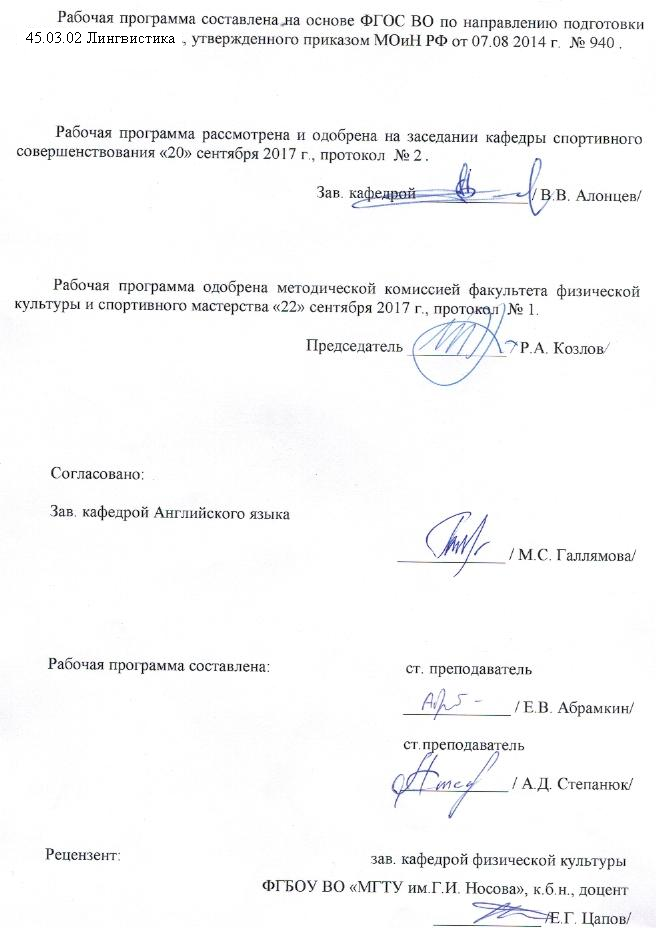 Рабочая программа составлена на основе ФГОС ВО по направлению подготовки
45.03.02 Лингвистика , утвержденного приказом МОиН РФ от 07.08 2014 г. № 940 .
Рабочая программа рассмотрена и одобрена на заседании кафедры спортивного
совершенствования «20» сентября 2017 г., протокол № 2 .
Зав. кафедрой / В.В. Алонцев/
Рабочая программа одобрена методической комиссией факультета физической
культуры и спортивного мастерства «22» сентября 2017 г., протокол № 1.
Председатель / Р.А. Козлов/
Согласовано:
Зав. кафедрой Английского языка
/ М.С. Галлямова/
Рабочая программа составлена: ст. преподаватель
/ Е.В. Абрамкин/
ст.преподаватель
/ А.Д. Степанюк/
Рецензент: зав. кафедрой физической культуры
ФГБОУ ВО «МГТУ им.Г.И. Носова», к.б.н., доцент
/Е.Г. Цапов/